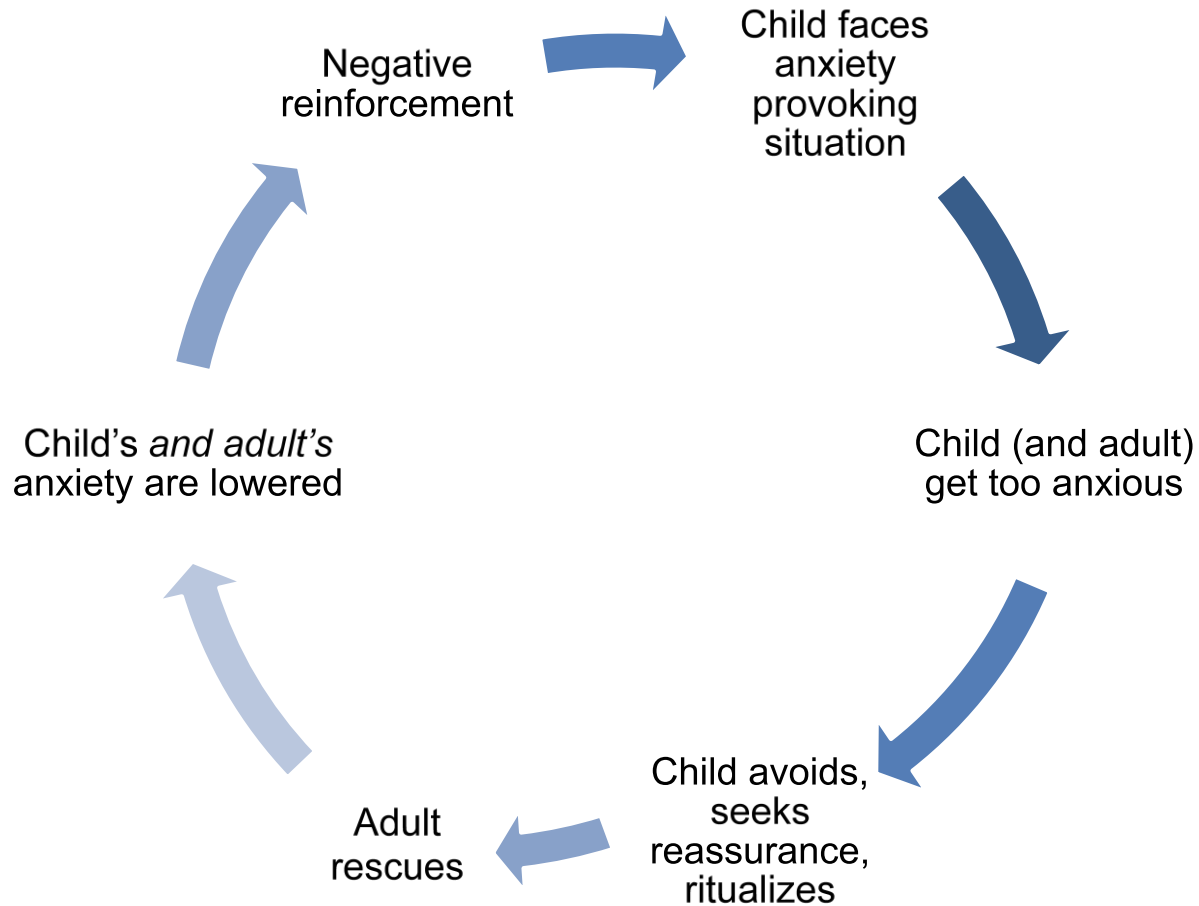 Negative
reinforcement
Child faces
anxiety
provoking
situation
Child (and adult)
get too anxious
Child avoids,
seeks
reassurance,
ritualizes
Adult
rescues
Child’s and adult’s
anxiety are lowered